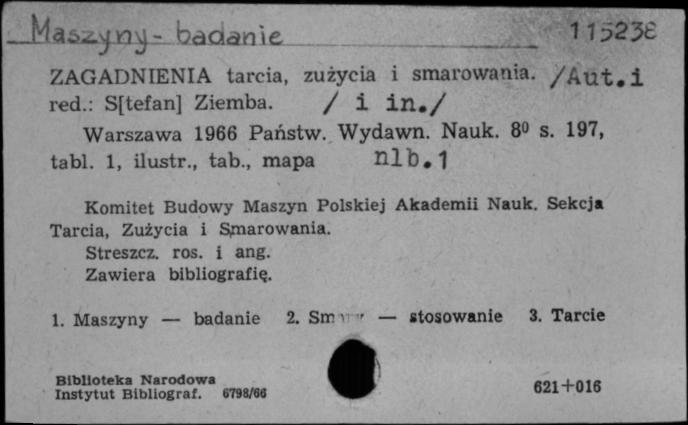 Maszyny - badanie 115238
ZAGADNIENIA tarcia, zużycia i smarowania. /Aut. i
red.: S[tefan] Ziemba. / i in./
Warszawa 1966 Państw. Wydawn. Nauk. 8⁰ s. 197,
tabl. 1, ilustr., tab., mapa nlb. 1
Komitet Budowy Maszyn Polskiej Akademii Nauk. Sekcja
Tarcia, Zużycia i Smarowania.
Streszcz. ros. i ang.
Zawiera bibliografię.
1. Maszyny — badanie 2. — stosowanie 3. Tarcie
Biblioteka Narodowa
Instytut Bibliograf. 6798/66 621+016